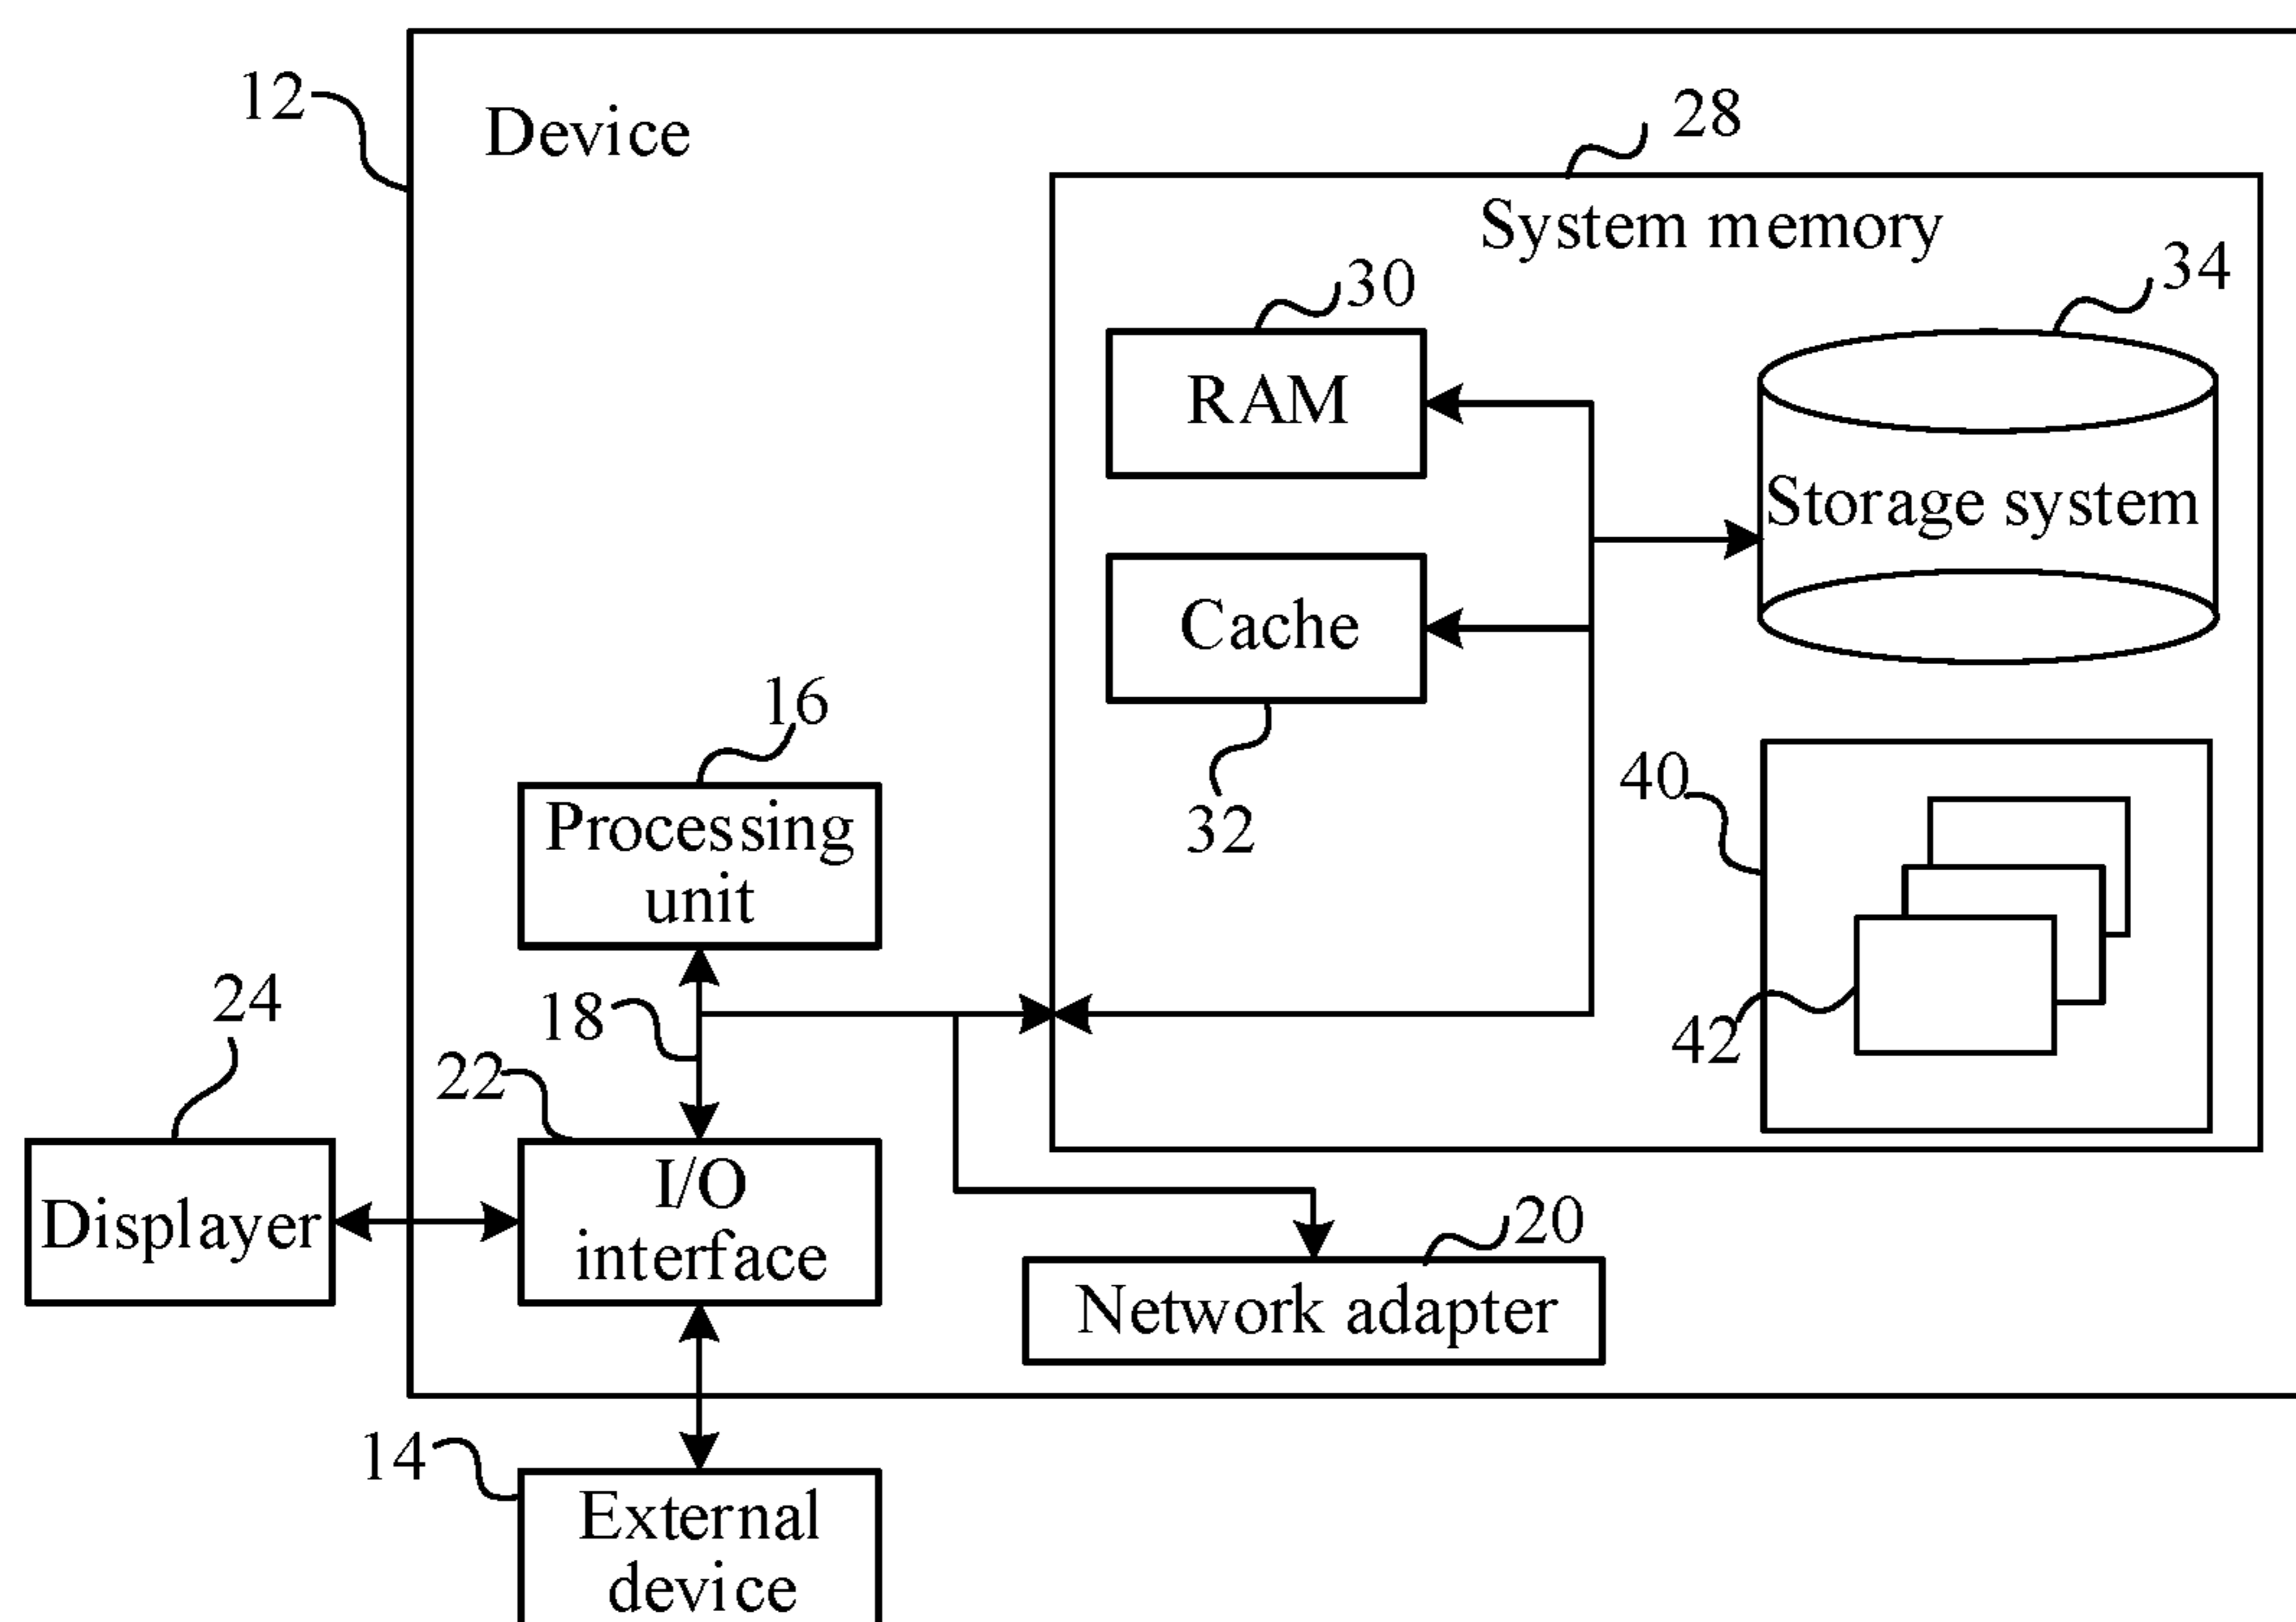 12
Device
28
System memory
30
34
RAM
Storage system
Cache
16
32
40
Processing
unit
24
18
42
22
Displayer
I/O
interface
20
Network adapter
14
External
device